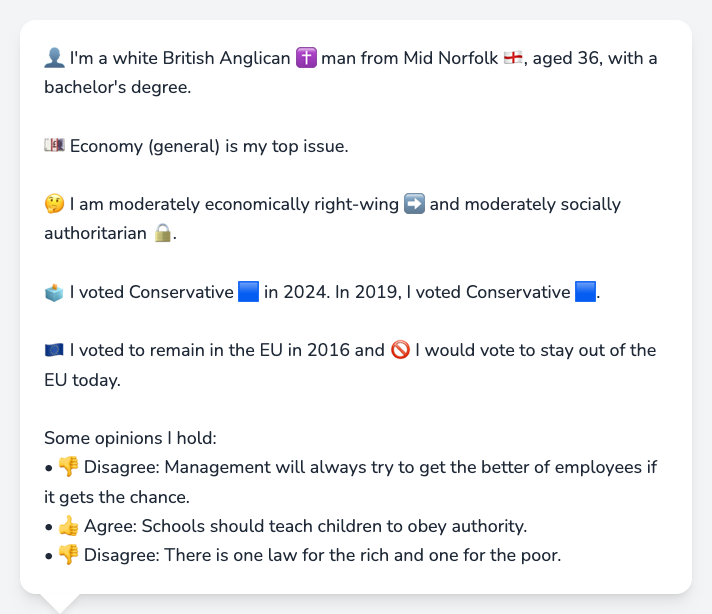 👤 I'm a white British Anglican ✝️ man from Mid Norfolk 🏴󠁧󠁢󠁥󠁮󠁧󠁿, aged 36, with a
bachelor's degree.
💷 Economy (general) is my top issue.
🤔 I am moderately economically right-wing ➡️ and moderately socially
authoritarian 🔒.
🗳️ I voted Conservative 🟦 in 2024. In 2019, I voted Conservative 🟦.
🇪🇺 I voted to remain in the EU in 2016 and 🚫 I would vote to stay out of the
EU today.
Some opinions I hold:
• 👎 Disagree: Management will always try to get the better of employees if
it gets the chance.
• 👍 Agree: Schools should teach children to obey authority.
• 👎 Disagree: There is one law for the rich and one for the poor.